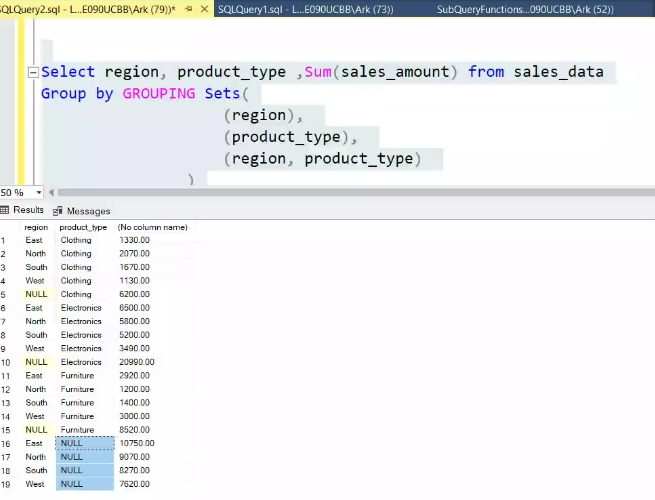 SQLQuery2.sql - L...E090UCBB\Ark (79))* SQLQuery1.sql - L...E090UCBB\Ark (73)) SubQueryFunctions...090UCBB\Ark (52))
Select region, product_type ,Sum(sales_amount) from sales_data
Group by GROUPING Sets(
(region),
(product_type),
(region, product_type)
)
50 %
Results Messages
region product_type (No column name)
1 East Clothing 1330.00
2 North Clothing 2070.00
3 South Clothing 1670.00
4 West Clothing 1130.00
5 NULL Clothing 6200.00
6 East Electronics 6500.00
7 North Electronics 5800.00
8 South Electronics 5200.00
9 West Electronics 3490.00
10 NULL Electronics 20990.00
11 East Furniture 2920.00
12 North Furniture 1200.00
13 South Furniture 1400.00
14 West Furniture 3000.00
15 NULL Furniture 8520.00
16 East NULL 10750.00
17 North NULL 9070.00
18 South NULL 8270.00
19 West NULL 7620.00